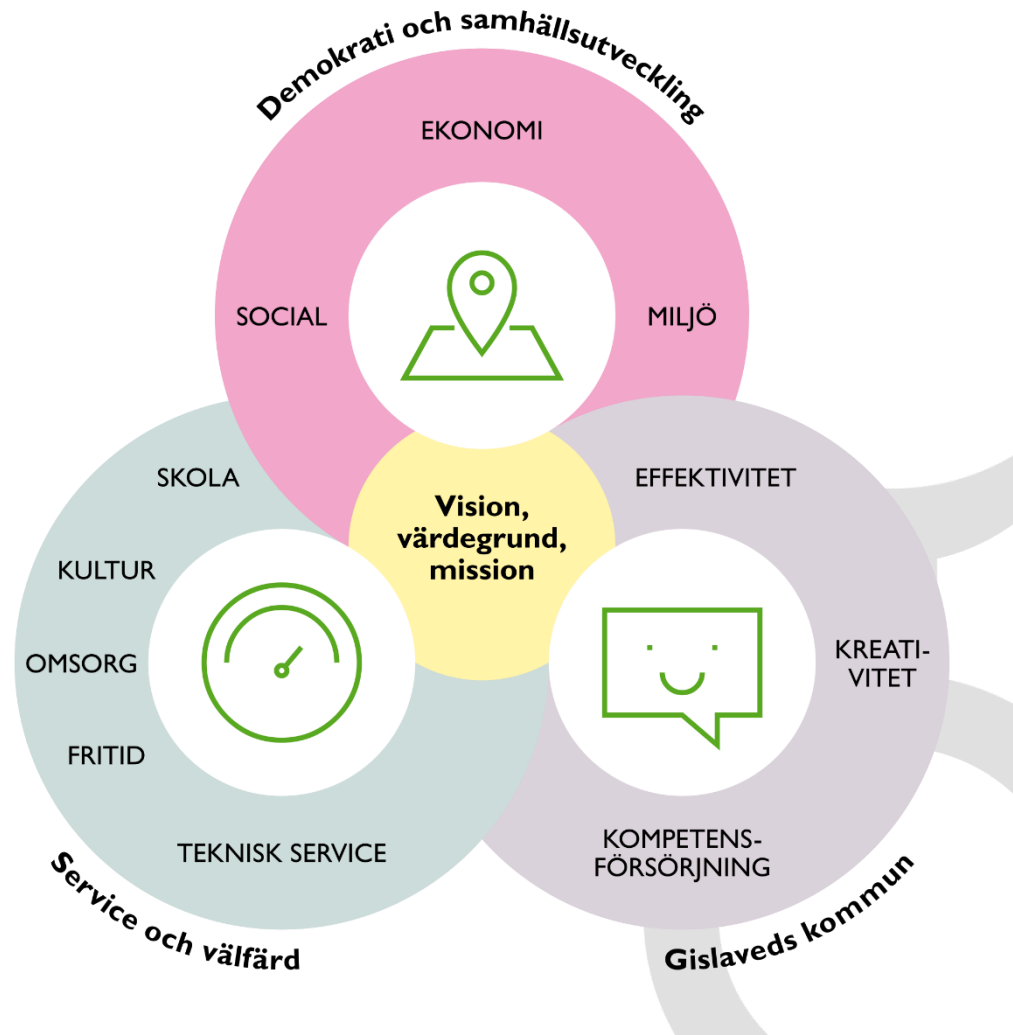 Demokrati och samhällsutveckling
EKONOMI
SOCIAL
MILJÖ
SKOLA
KULTUR
OMSORG
FRITID
TEKNISK SERVICE
Service och välfärd
Vision,
värdegrund,
mission
EFFEKTIVITET
KREATI-
VITET
KOMPETENS-
FÖRSÖRJNING
Gislaveds kommun